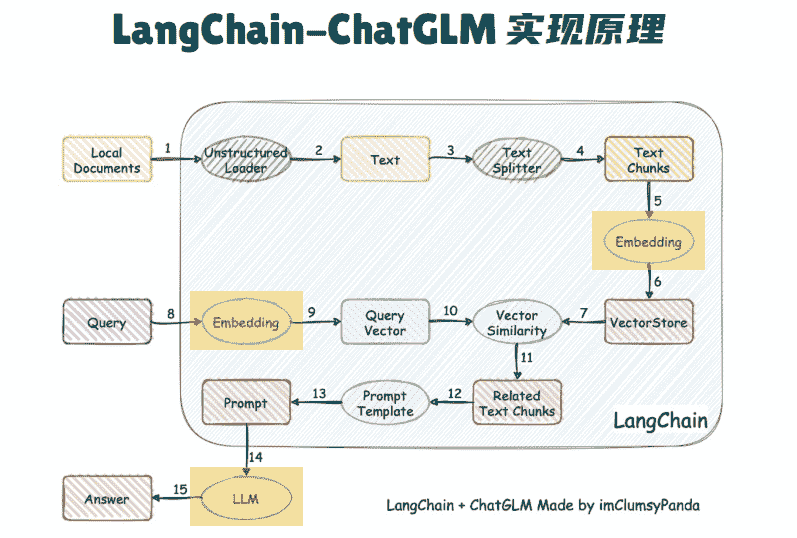 LangChain-ChatGLM 实现原理
Local
Documents
1
Unstructured
Loader
2
Text
3
Text
Splitter
4
Text
Chunks
5
Embedding
6
Query
8
Embedding
9
Query
Vector
10
Vector
Similarity
7
VectorStore
11
Prompt
13
Prompt
Template
12
Related
Text Chunks
LangChain
14
Answer
15
LLM
LangChain + ChatGLM Made by imClumsyPanda